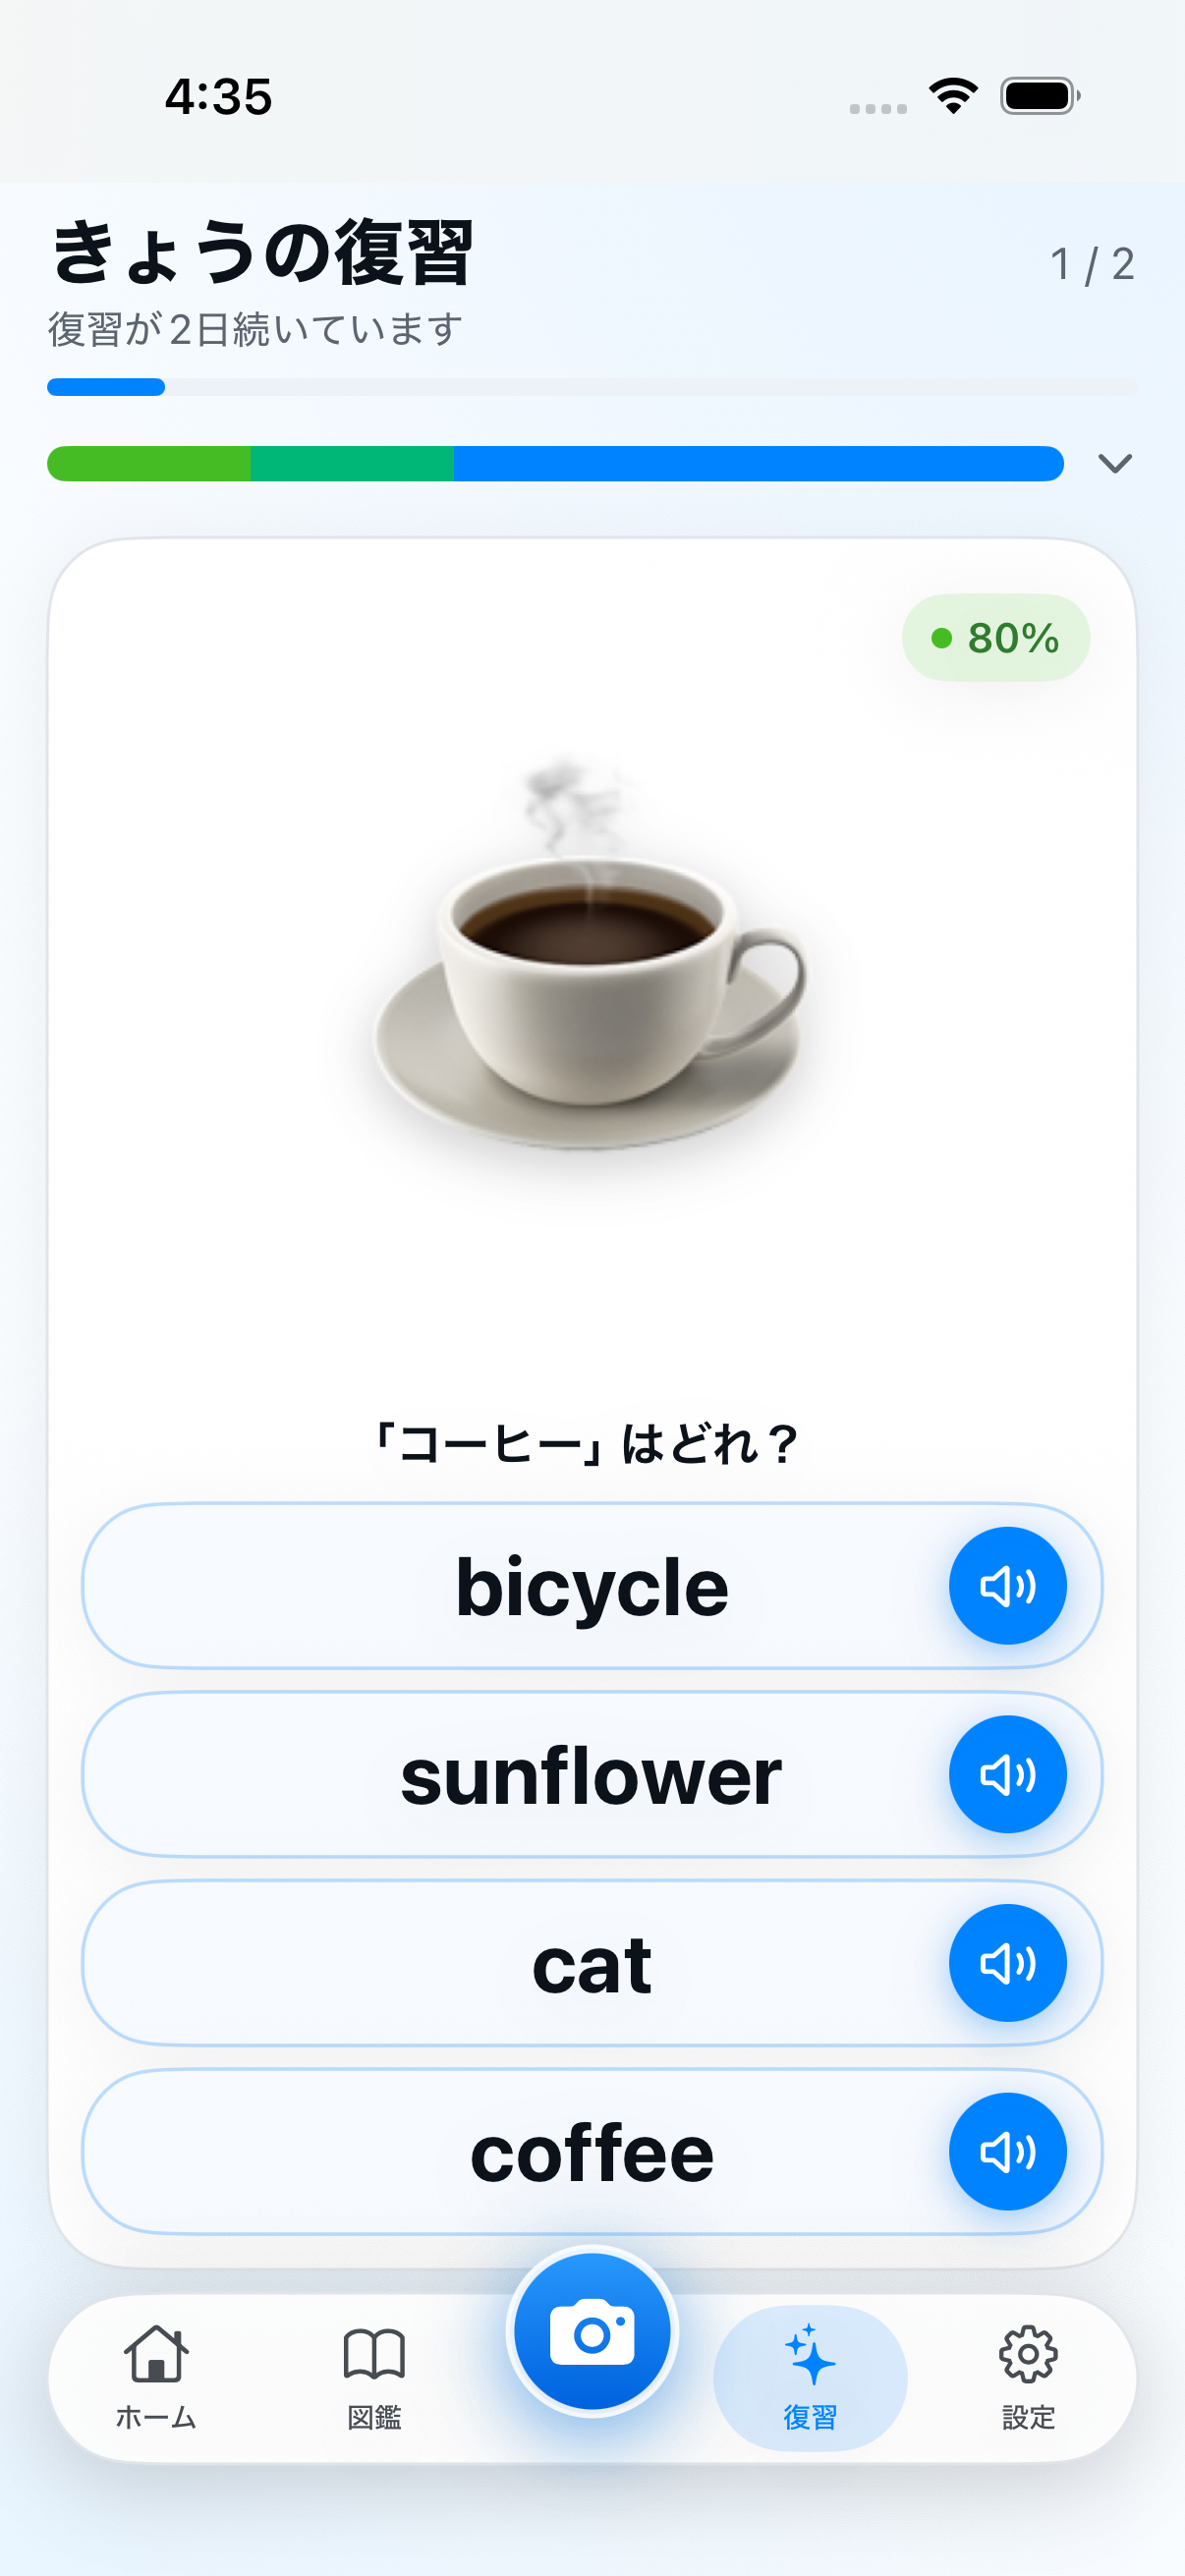 4:35
きょうの復習
1 / 2
復習が2日続いています
80%
「コーヒー」はどれ？
bicycle
sunflower
cat
coffee
ホーム
図鑑
復習
設定